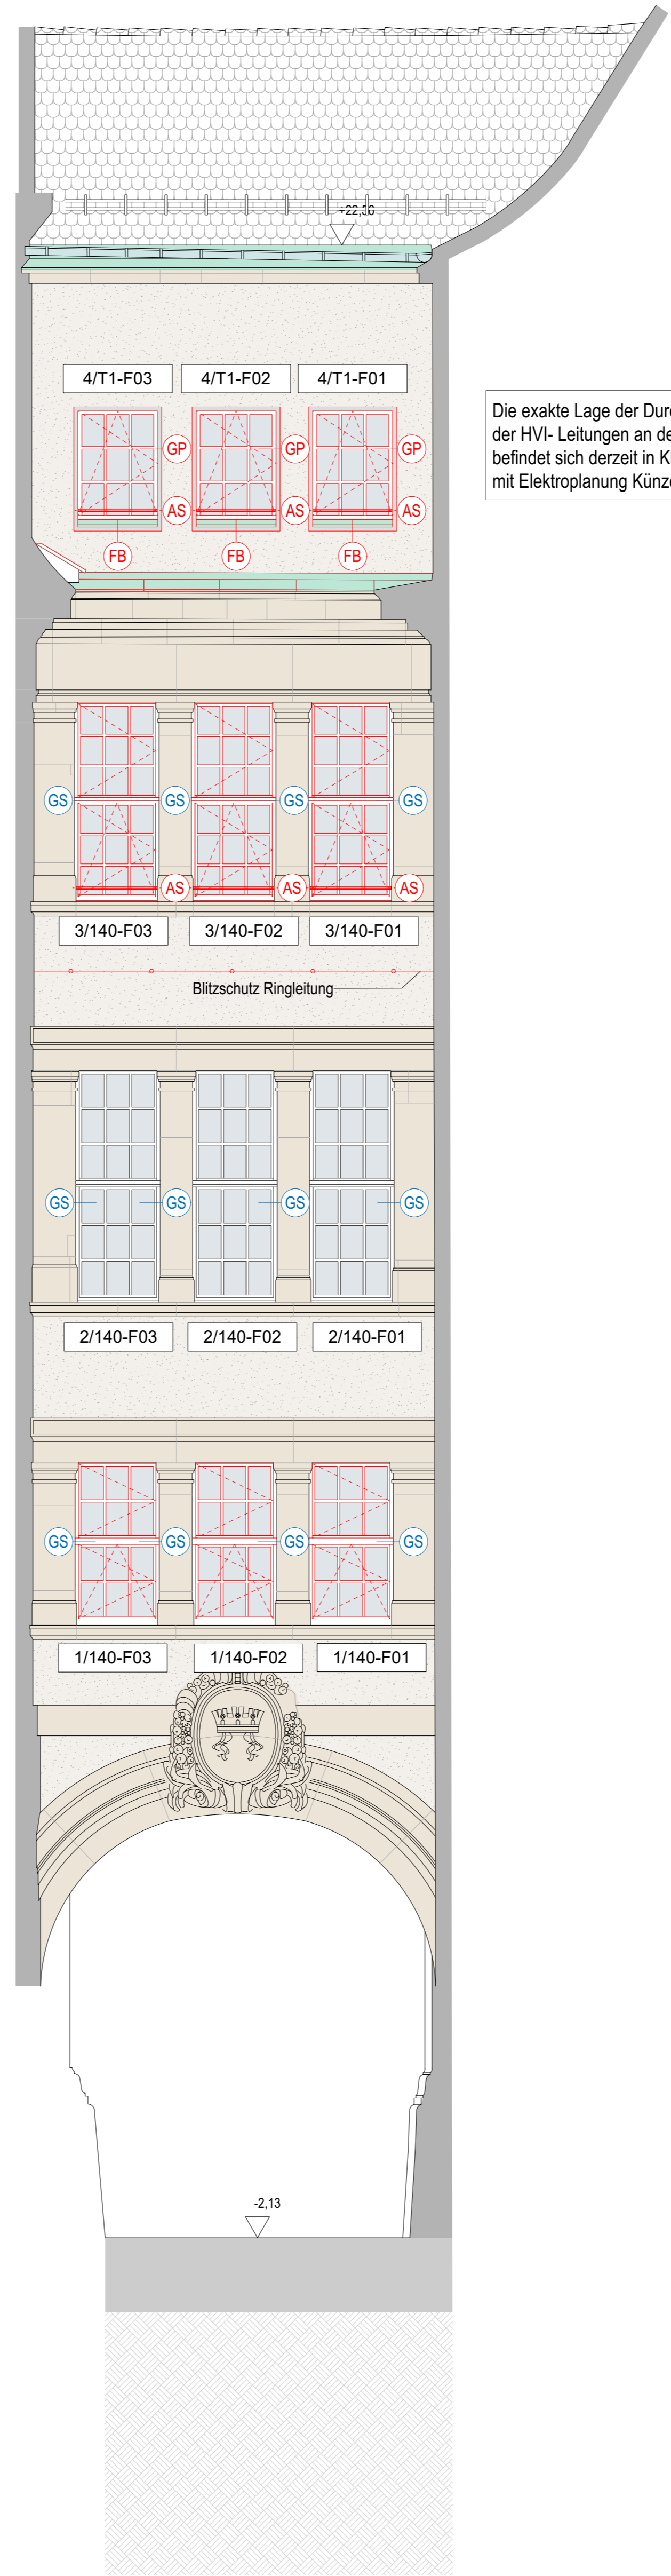 +22,56
4/T1-F03 4/T1-F02 4/T1-F01
GP GP GP
AS AS AS
FB FB FB
Die exakte Lage der
der HVI- Leitungen an
befindet sich derzeit in
mit Elektroplanung
GS GS GS GS
AS AS AS
3/140-F03 3/140-F02 3/140-F01
Blitzschutz Ringleitung
GS GS GS GS
2/140-F03 2/140-F02 2/140-F01
GS GS GS GS
1/140-F03 1/140-F02 1/140-F01
-2,13